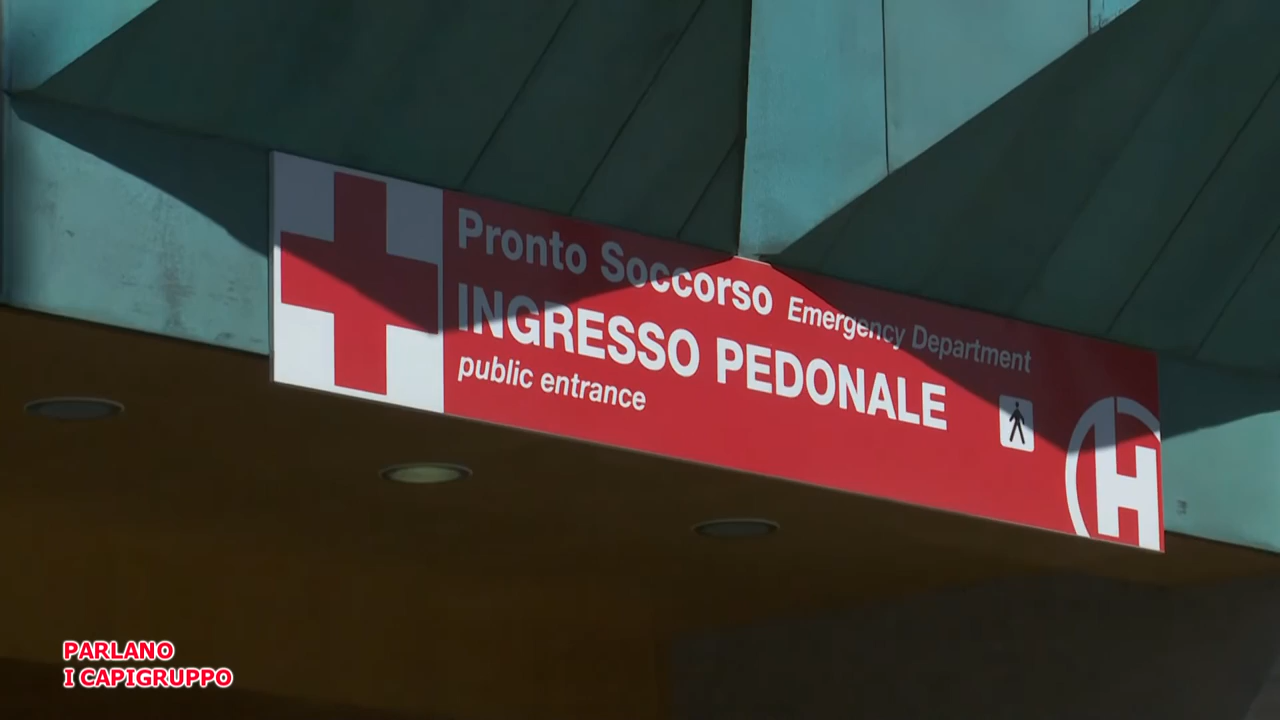 Pronto Soccorso Emergency Department
INGRESSO PEDONALE
public entrance
H
PARLANO
I CAPIGRUPPO